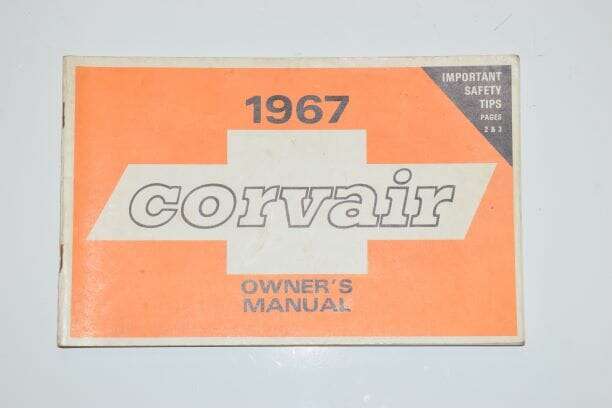 1967
IMPORTANT
SAFETY
TIPS
PAGES
2 & 3
corvair
OWNER'S
MANUAL